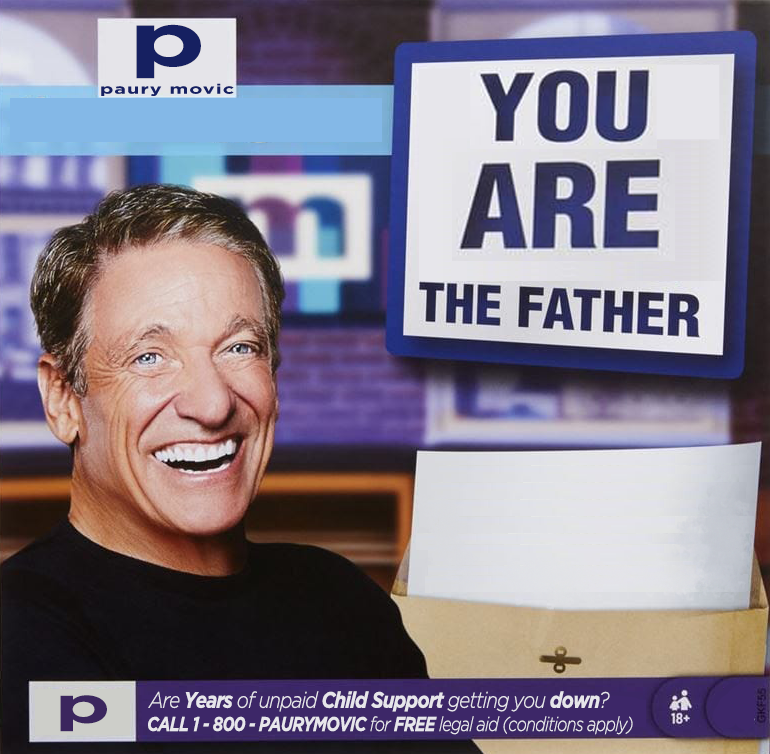 p
paury movic
YOU
ARE
THE FATHER
m
p
Are Years of unpaid Child Support getting you down?
CALL 1 - 800 - PAURYMOVIC for FREE legal aid (conditions apply)
18+
GKF55